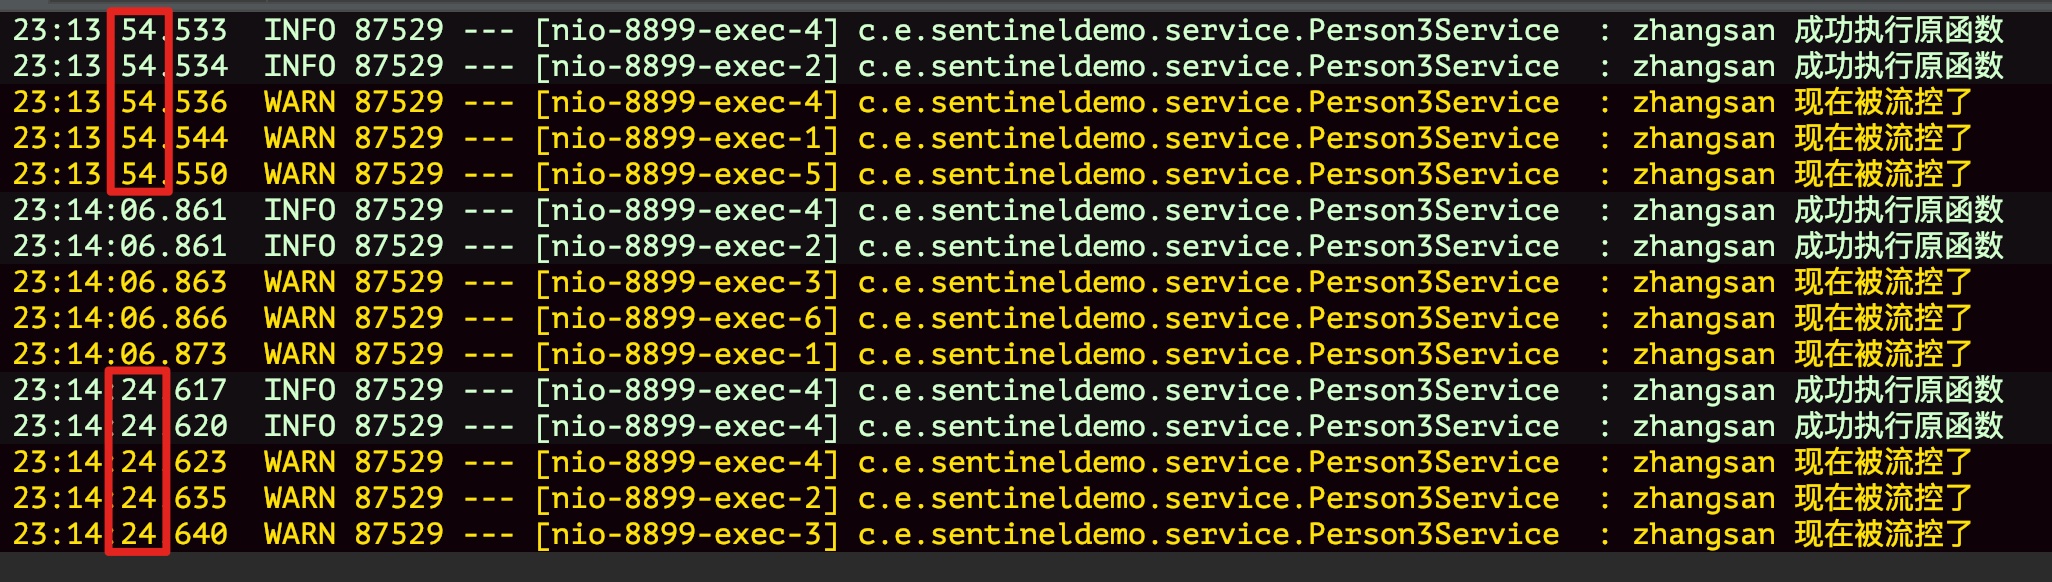 23:13:54.533  INFO 87529 --- [nio-8899-exec-4] c.e.sentineldemo.service.Person3Service  : zhangsan 成功执行原函数
23:13:54.534  INFO 87529 --- [nio-8899-exec-2] c.e.sentineldemo.service.Person3Service  : zhangsan 成功执行原函数
23:13:54.536  WARN 87529 --- [nio-8899-exec-4] c.e.sentineldemo.service.Person3Service  : zhangsan 现在被流控了
23:13:54.544  WARN 87529 --- [nio-8899-exec-1] c.e.sentineldemo.service.Person3Service  : zhangsan 现在被流控了
23:13:54.550  WARN 87529 --- [nio-8899-exec-5] c.e.sentineldemo.service.Person3Service  : zhangsan 现在被流控了
23:14:06.861  INFO 87529 --- [nio-8899-exec-4] c.e.sentineldemo.service.Person3Service  : zhangsan 成功执行原函数
23:14:06.861  INFO 87529 --- [nio-8899-exec-2] c.e.sentineldemo.service.Person3Service  : zhangsan 成功执行原函数
23:14:06.863  WARN 87529 --- [nio-8899-exec-3] c.e.sentineldemo.service.Person3Service  : zhangsan 现在被流控了
23:14:06.866  WARN 87529 --- [nio-8899-exec-6] c.e.sentineldemo.service.Person3Service  : zhangsan 现在被流控了
23:14:06.873  WARN 87529 --- [nio-8899-exec-1] c.e.sentineldemo.service.Person3Service  : zhangsan 现在被流控了
23:14:24.617  INFO 87529 --- [nio-8899-exec-4] c.e.sentineldemo.service.Person3Service  : zhangsan 成功执行原函数
23:14:24.620  INFO 87529 --- [nio-8899-exec-4] c.e.sentineldemo.service.Person3Service  : zhangsan 成功执行原函数
23:14:24.623  WARN 87529 --- [nio-8899-exec-4] c.e.sentineldemo.service.Person3Service  : zhangsan 现在被流控了
23:14:24.635  WARN 87529 --- [nio-8899-exec-2] c.e.sentineldemo.service.Person3Service  : zhangsan 现在被流控了
23:14:24.640  WARN 87529 --- [nio-8899-exec-3] c.e.sentineldemo.service.Person3Service  : zhangsan 现在被流控了